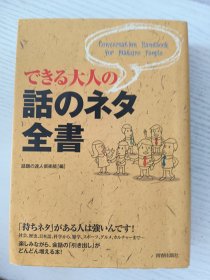 Conversation Handbook
for Mature People
できる大人の
話のネタ
全書
話題の達人倶楽部[編]
「持ちネタ」がある人は強いんです!
楽しみながら、会話の「引き出し」が
どんどん増える本!
青春出版社